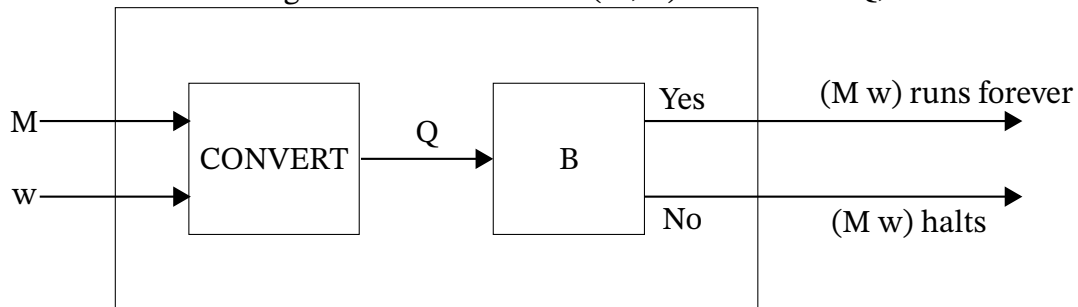 Yes
(M w) runs forever
M
Q
CONVERT
B
w
No
(M w) halts